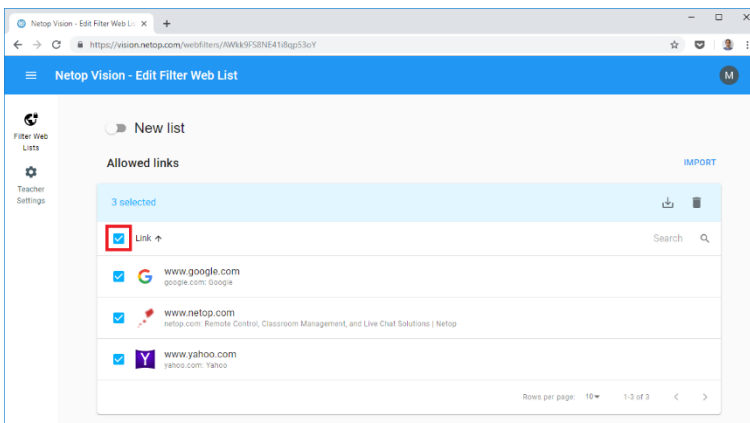 Netop Vision - Edit Filter Web Li
https://vision.netop.com/webfilters/AWkk9FS8NE41i8qp53oY
Netop Vision - Edit Filter Web List
M
Filter Web
Lists
Teacher
Settings
New list
Allowed links
IMPORT
3 selected
Link
Search
www.google.com
google.com: Google
www.netop.com
netop.com: Remote Control, Classroom Management, and Live Chat Solutions | Netop
www.yahoo.com
yahoo.com: Yahoo
Rows per page: 10 1-3 of 3